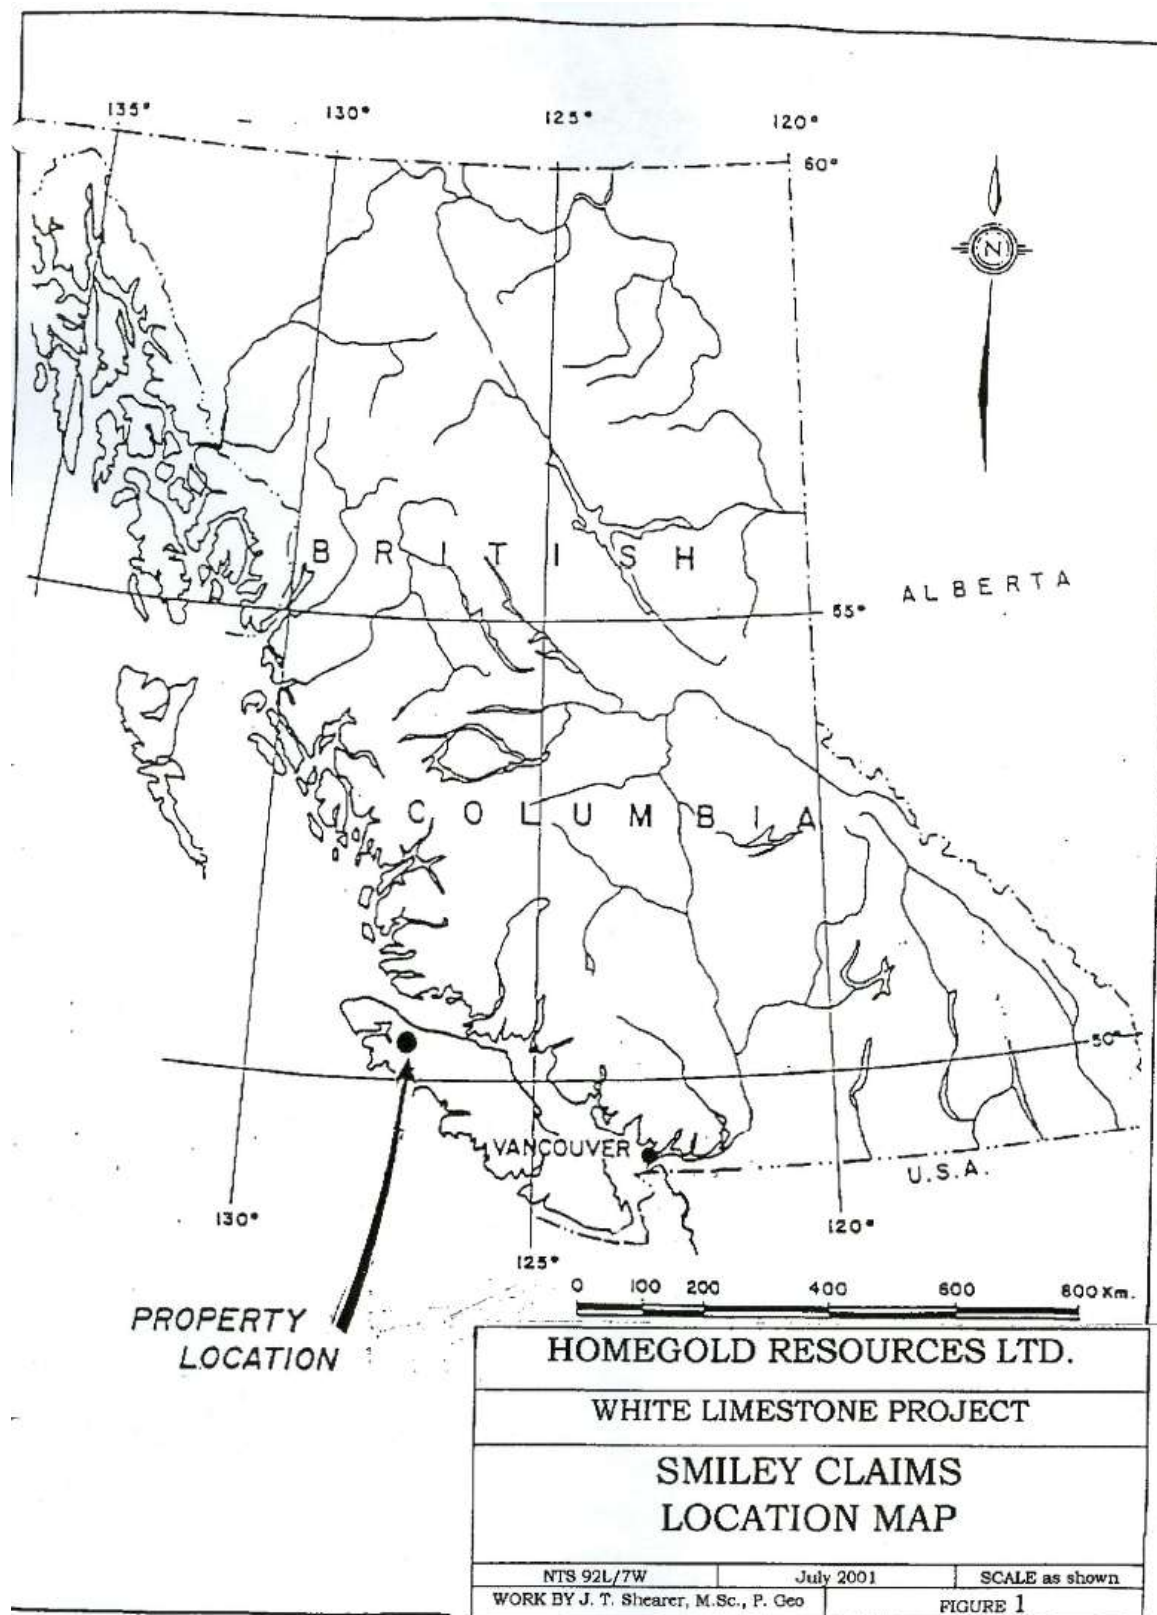 135°
130°
125°
120°
60°
N
B R I T I S H
ALBERTA
55°
C O L U M B I A
50°
VANCOUVER
U.S.A.
130°
120°
125°
0 100 200 400 600 800 Km.
PROPERTY
LOCATION
HOMEGOLD RESOURCES LTD.
WHITE LIMESTONE PROJECT
SMILEY CLAIMS
LOCATION MAP
NTS 92L/7W July 2001 SCALE as shown
WORK BY J. T. Shearer, M.Sc., P. Geo FIGURE 1